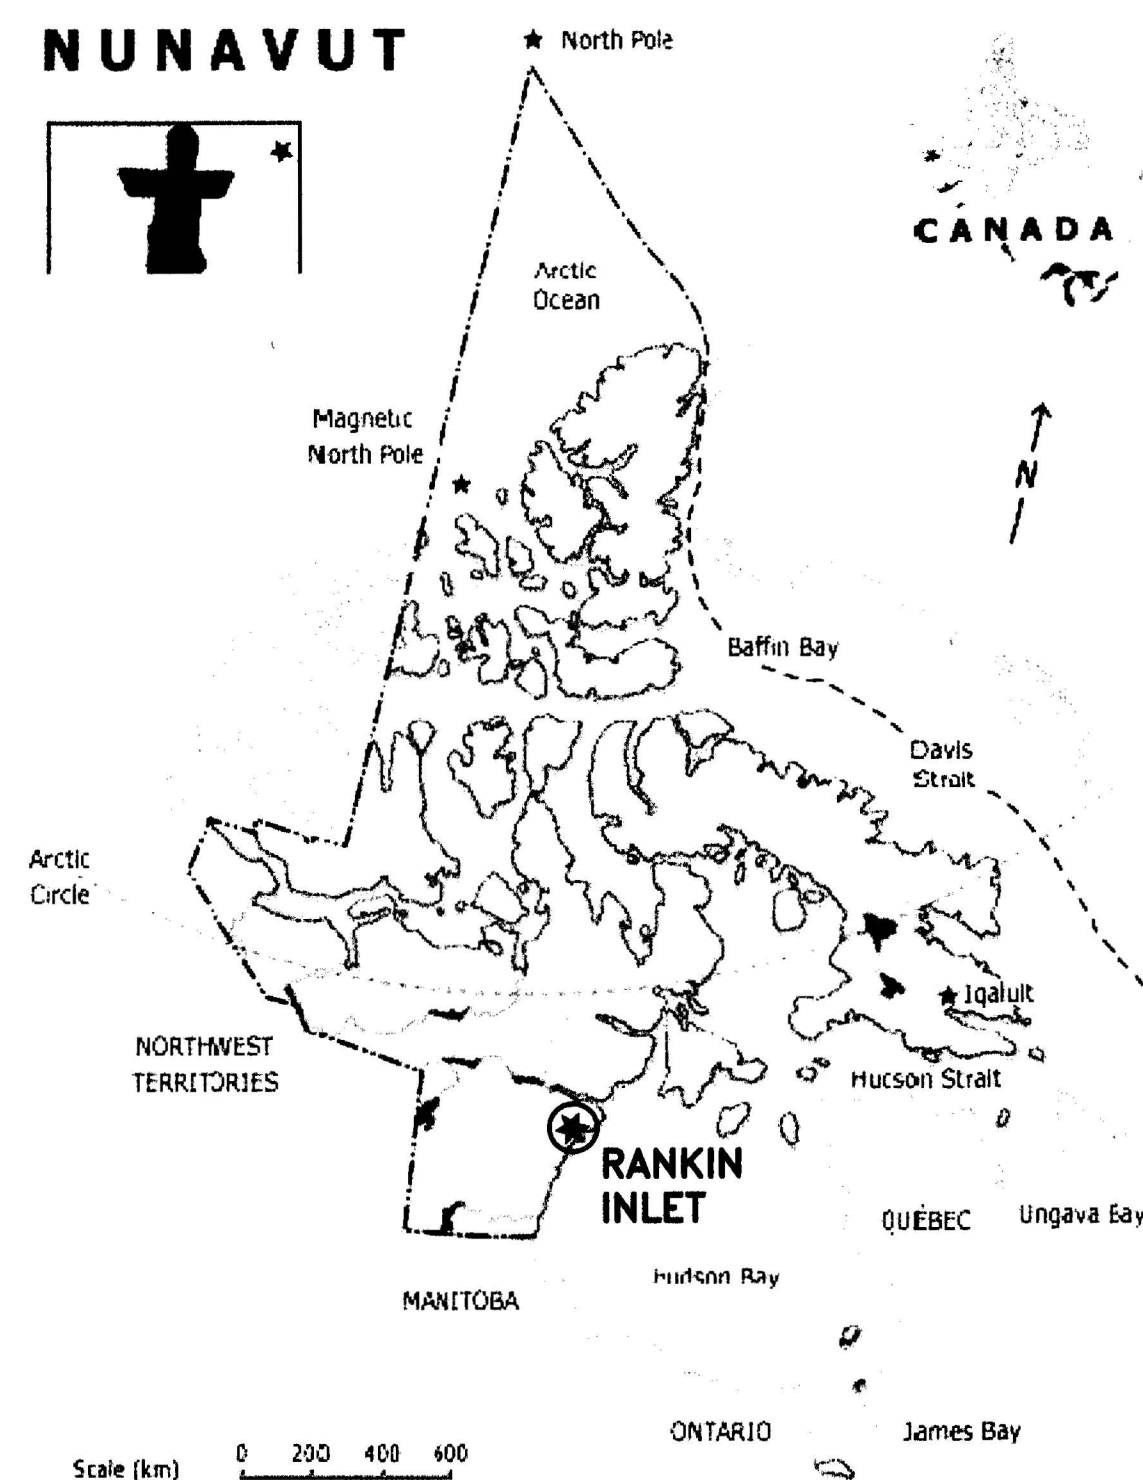 NUNAVUT
North Pole
CANADA
Arctic
Ocean
Magnetic
North Pole
N
Baffin Bay
Davis
Strait
Arctic
Circle
Iqaluit
NORTHWEST
TERRITORIES
Hucson Strait
RANKIN
INLET
QUÉBEC
Ungava Bay
Hudson Bay
MANITOBA
ONTARIO
James Bay
Scale (km)
0 200 400 600